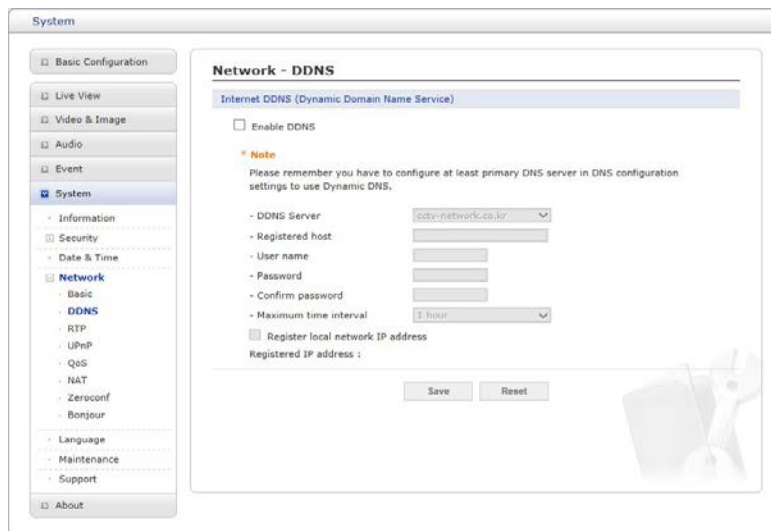 System
Basic Configuration
Live View
Video & Image
Audio
Event
System
Information
Security
Date & Time
Network
Basic
DDNS
RTP
UPnP
QoS
NAT
Zeroconf
Bonjour
Language
Maintenance
Support
About
Network - DDNS
Internet DDNS (Dynamic Domain Name Service)
Enable DDNS
* Note
Please remember you have to configure at least primary DNS server in DNS configuration
settings to use Dynamic DNS.
- DDNS Server cctv-network.co.kr
- Registered host
- User name
- Password
- Confirm password
- Maximum time interval 1 hour
Register local network IP address
Registered IP address :
Save Reset